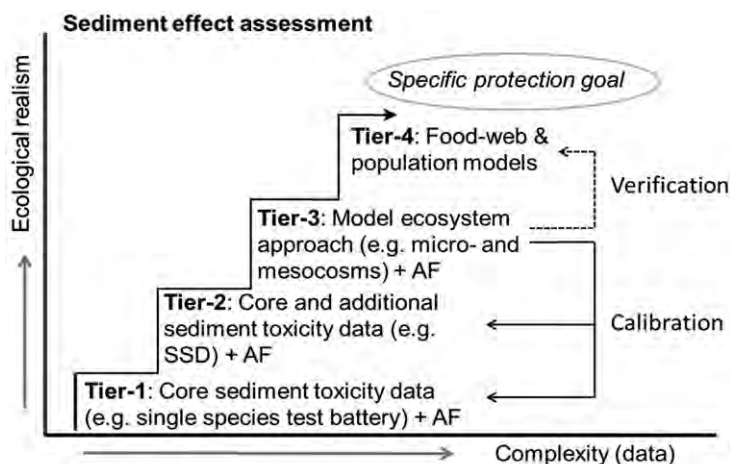 Sediment effect assessment
Specific protection goal
Ecological realism
Tier-4: Food-web &
population models
Verification
Tier-3: Model ecosystem
approach (e.g. micro- and
mesocosms) + AF
Tier-2: Core and additional
sediment toxicity data (e.g.
SSD) + AF
Calibration
Tier-1: Core sediment toxicity data
(e.g. single species test battery) + AF
Complexity (data)